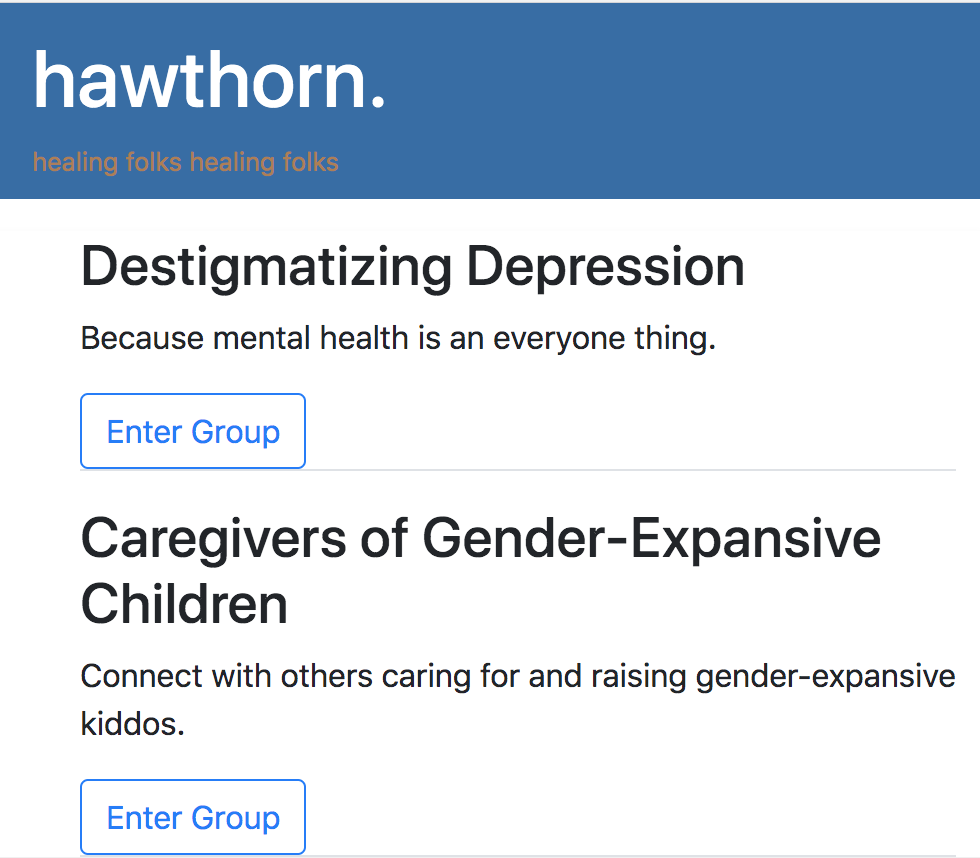 hawthorn.
healing folks healing folks
Destigmatizing Depression
Because mental health is an everyone thing.
Enter Group
Caregivers of Gender-Expansive
Children
Connect with others caring for and raising gender-expansive
kiddos.
Enter Group